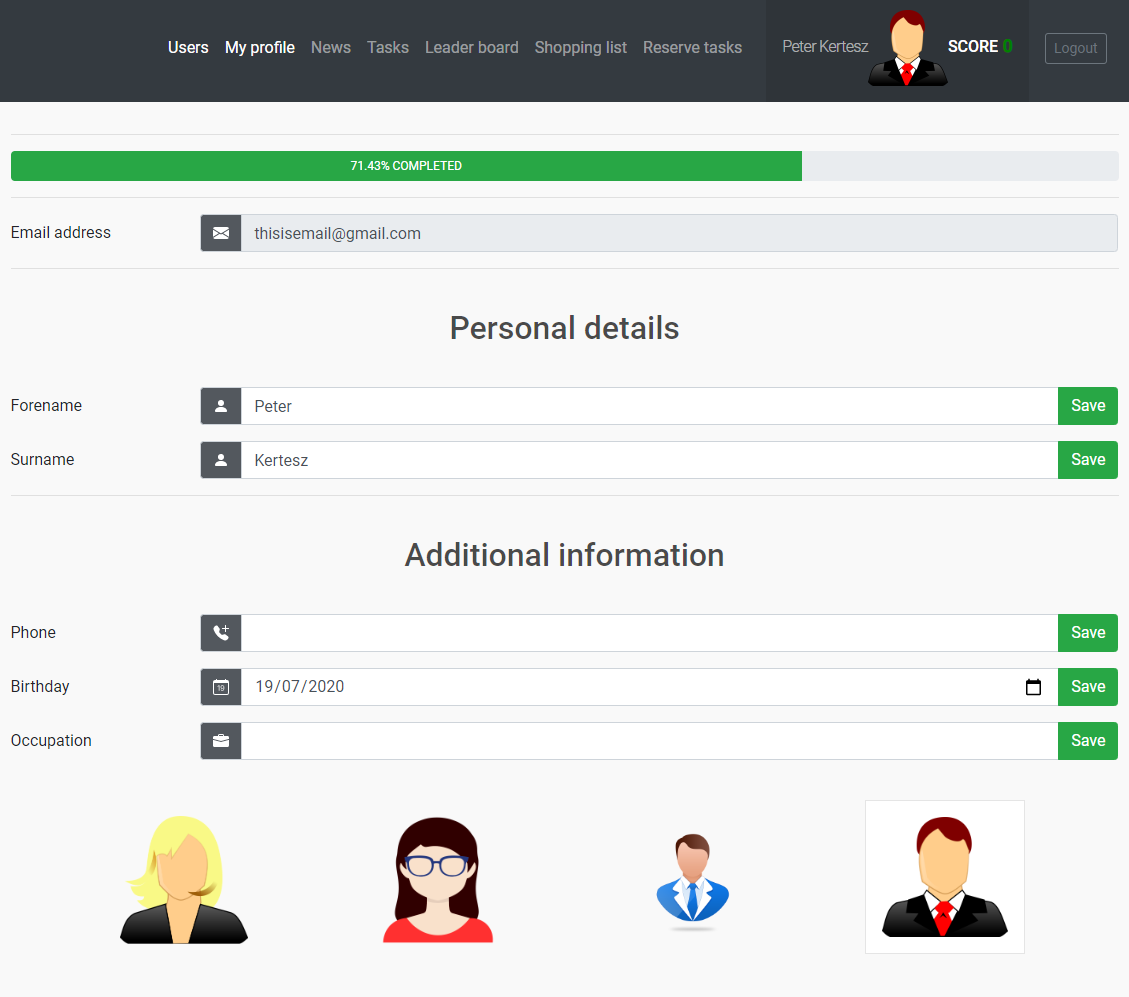 Users My profile News Tasks Leader board Shopping list Reserve tasks Peter Kertesz SCORE 0 Logout
71.43% COMPLETED
Email address thisisemail@gmail.com
Personal details
Forename Peter Save
Surname Kertesz Save
Additional information
Phone Save
Birthday 19 19/07/2020 Save
Occupation Save